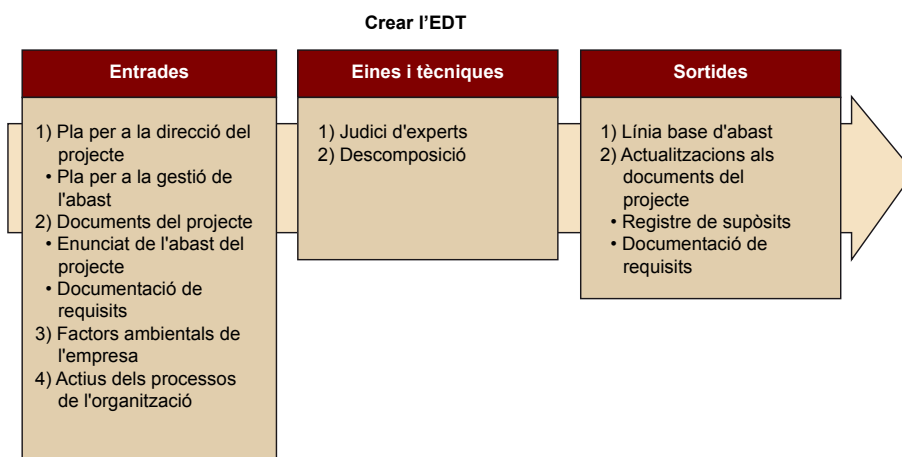 Crear l’EDT
Entrades
1) Pla per a la direcció del
projecte
• Pla per a la gestió de
l'abast
2) Documents del projecte
• Enunciat de l'abast del
projecte
• Documentació de
requisits
3) Factors ambientals de
l'empresa
4) Actius dels processos
de l'organització
Eines i tècniques
1) Judici d'experts
2) Descomposició
Sortides
1) Línia base d'abast
2) Actualitzacions als
documents del
projecte
• Registre de supòsits
• Documentació de
requisits